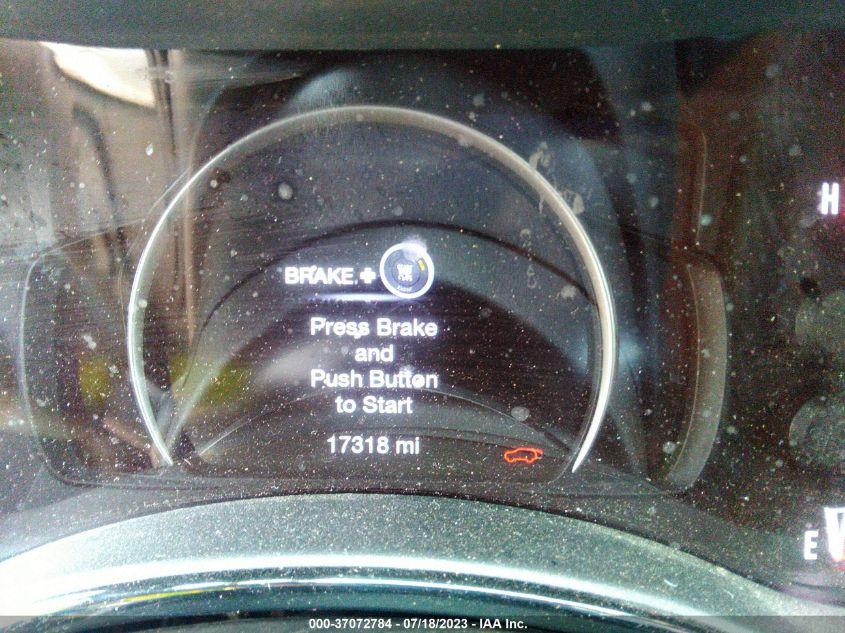 H
BRAKE +
Press Brake
and
Push Button
to Start
17318 mi
E
000-37072784 - 07/18/2023 - IAA Inc.